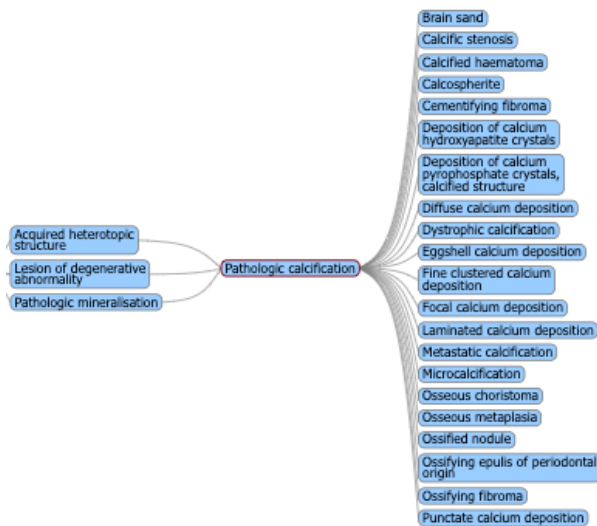 Acquired heterotopic
structure
Lesion of degenerative
abnormality
Pathologic mineralisation
Pathologic calcification
Brain sand
Calcific stenosis
Calcified haematoma
Calcospherite
Cementifying fibroma
Deposition of calcium
hydroxyapatite crystals
Deposition of calcium
pyrophosphate crystals,
calcified structure
Diffuse calcium deposition
Dystrophic calcification
Eggshell calcium deposition
Fine clustered calcium
deposition
Focal calcium deposition
Laminated calcium deposition
Metastatic calcification
Microcalcification
Osseous choristoma
Osseous metaplasia
Ossified nodule
Ossifying epulis of periodontal
origin
Ossifying fibroma
Punctate calcium deposition